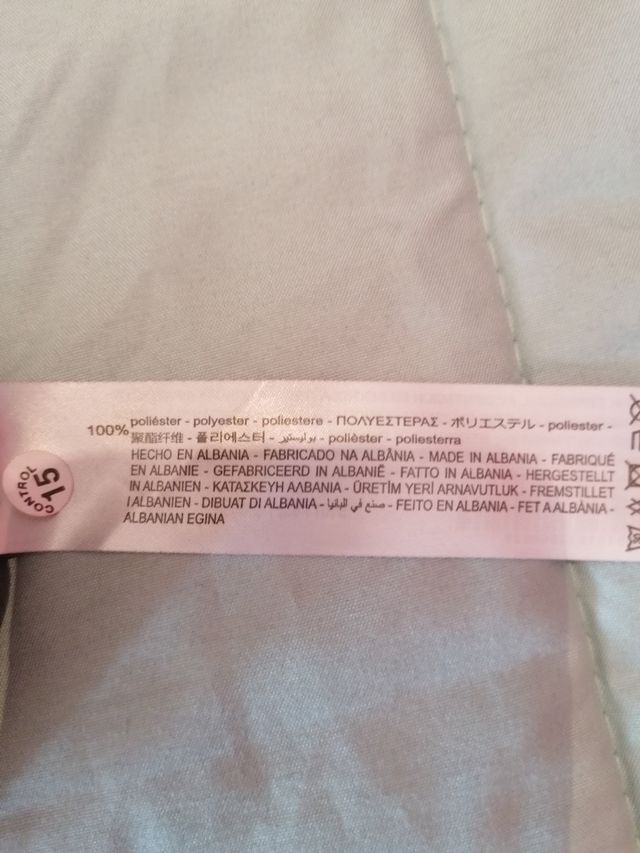 100% poliéster - polyester - poliestere - ΠΟΛΥΕΣΤΕΡΑΣ - ポリエステル - poliester -
聚酯纤维 - 폴리에스터 - بوليستير - polièster - poliesterra
HECHO EN ALBANIA - FABRICADO NA ALBÂNIA - MADE IN ALBANIA - FABRIQUÉ
EN ALBANIE - GEFABRICEERD IN ALBANIË - FATTO IN ALBANIA - HERGESTELLT
IN ALBANIEN - ΚΑΤΑΣΚΕΥΗ ΑΛΒΑΝΙΑ - ÜRETİM YERİ ARNAVUTLUK - FREMSTILLET
I ALBANIEN - DIBUAT DI ALBANIA - صنع في البانيا - FEITO EN ALBANIA - FET A ALBÀNIA -
ALBANIAN EGINA
CONTROL
15